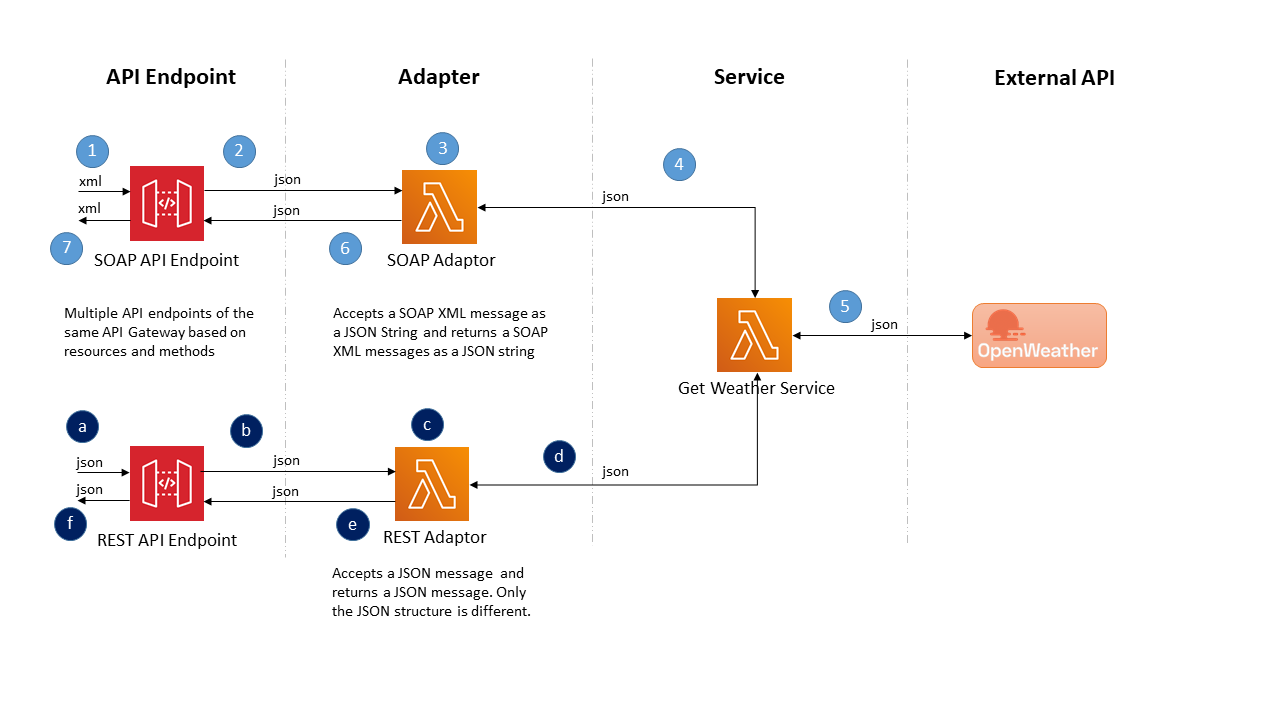 API Endpoint
Adapter
Service
External API
1
2
3
4
xml
json
json
xml
json
7
6
SOAP API Endpoint
SOAP Adaptor
5
json
OpenWeather
Multiple API endpoints of the
same API Gateway based on
resources and methods
Accepts a SOAP XML message as
a JSON String and returns a SOAP
XML messages as a JSON string
Get Weather Service
a
b
c
d
json
json
json
json
json
f
e
REST API Endpoint
REST Adaptor
Accepts a JSON message and
returns a JSON message. Only
the JSON structure is different.